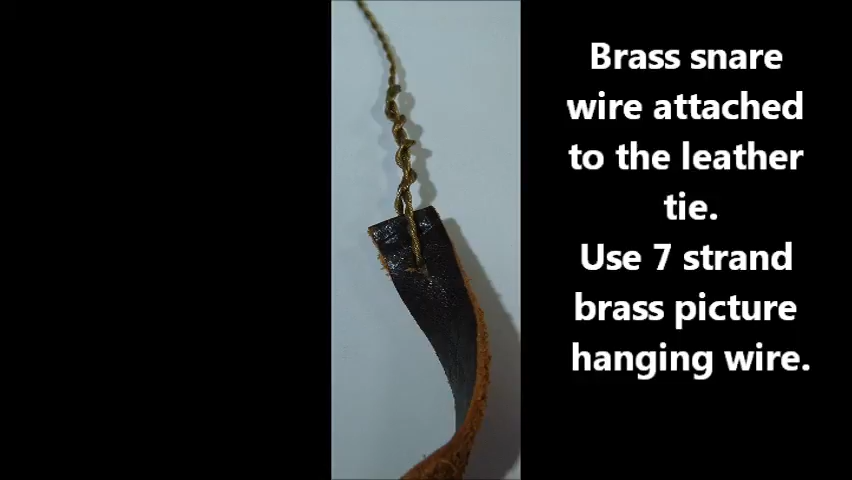 Brass snare
wire attached
to the leather
tie.
Use 7 strand
brass picture
hanging wire.